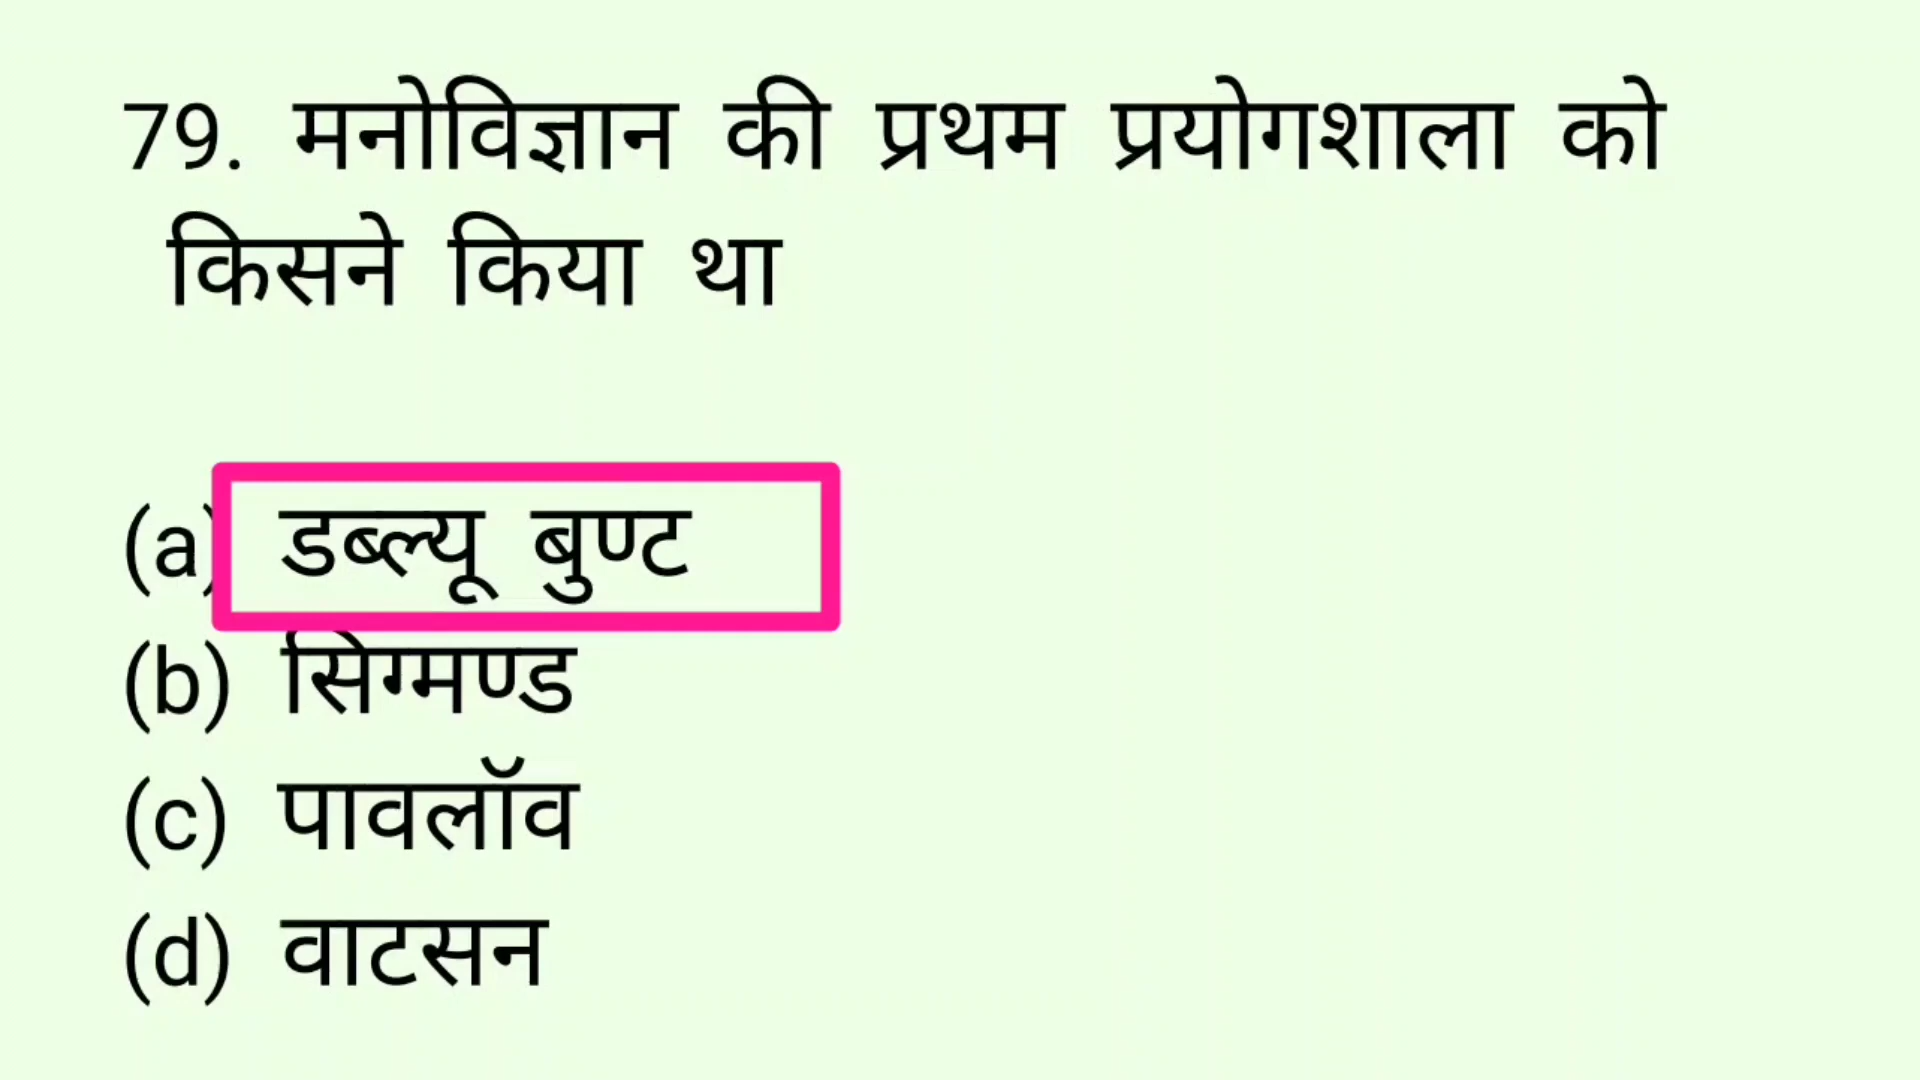 79. मनोविज्ञान की प्रथम प्रयोगशाला को
किसने किया था
(a) डब्ल्यू बुण्ट
(b) सिग्मण्ड
(c) पावलॉव
(d) वाटसन